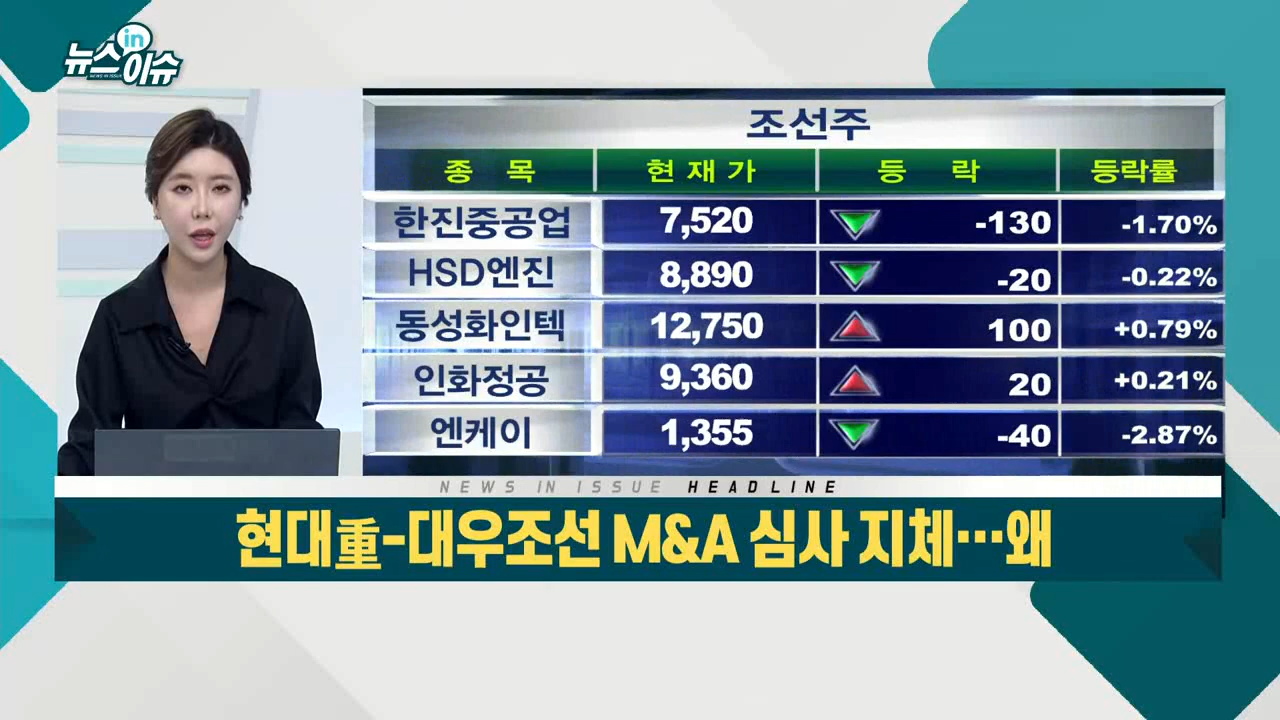 뉴스in이슈
NEWS IN ISSUE
조선주
종 목 현 재 가 등 락 등락률
한진중공업 7,520 -130 -1.70%
HSD엔진 8,890 -20 -0.22%
동성화인텍 12,750 100 +0.79%
인화정공 9,360 20 +0.21%
엔케이 1,355 -40 -2.87%
NEWS IN ISSUE HEADLINE
현대重-대우조선 M&A 심사 지체…왜